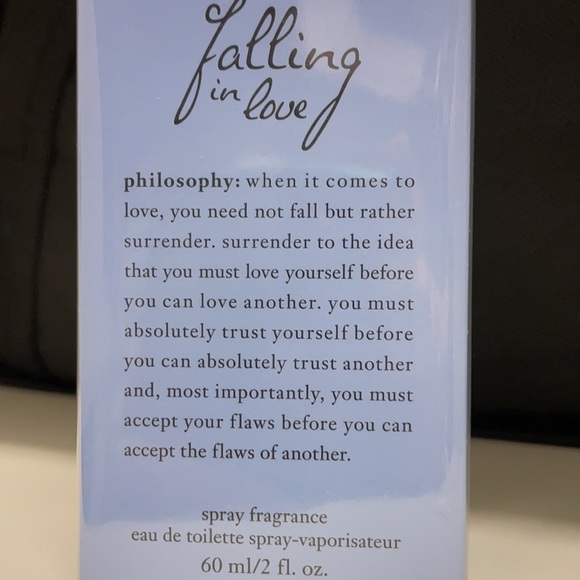 falling
in love
philosophy: when it comes to
love, you need not fall but rather
surrender. surrender to the idea
that you must love yourself before
you can love another. you must
absolutely trust yourself before
you can absolutely trust another
and, most importantly, you must
accept your flaws before you can
accept the flaws of another.
spray fragrance
eau de toilette spray-vaporisateur
60 ml/2 fl. oz.